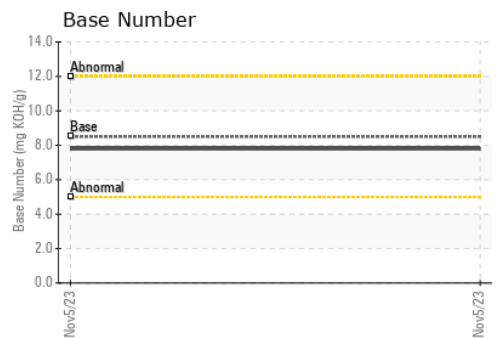 Base Number
Base Number (mg KOH/g)
14.0
12.0
10.0
8.0
6.0
4.0
2.0
0.0
Abnormal
Base
Abnormal
Nov5/23
Nov5/23